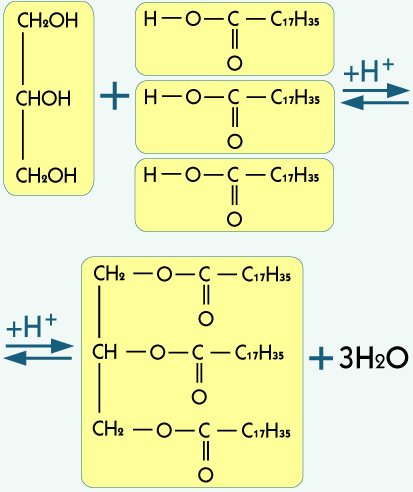 CH₂OH
CHOH
CH₂OH
+
H — O — C — C₁₇H₃₅
O
H — O — C — C₁₇H₃₅
O
H — O — C — C₁₇H₃₅
O
+H⁺
+H⁺
CH₂ — O — C — C₁₇H₃₅
O
CH — O — C — C₁₇H₃₅
O
CH₂ — O — C — C₁₇H₃₅
O
+ 3H₂O